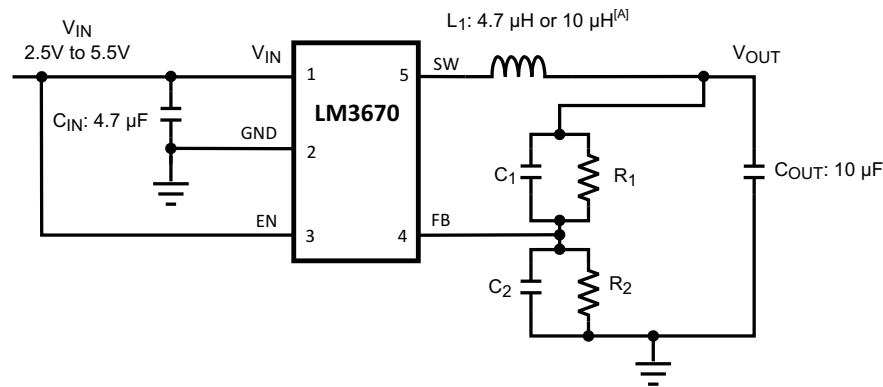 L1: 4.7 µH or 10 µH[A]
VIN
2.5V to 5.5V
VIN
SW
VOUT
1
5
CIN: 4.7 µF
LM3670
GND
2
C1
R1
COUT: 10 µF
EN
3
4
FB
C2
R2